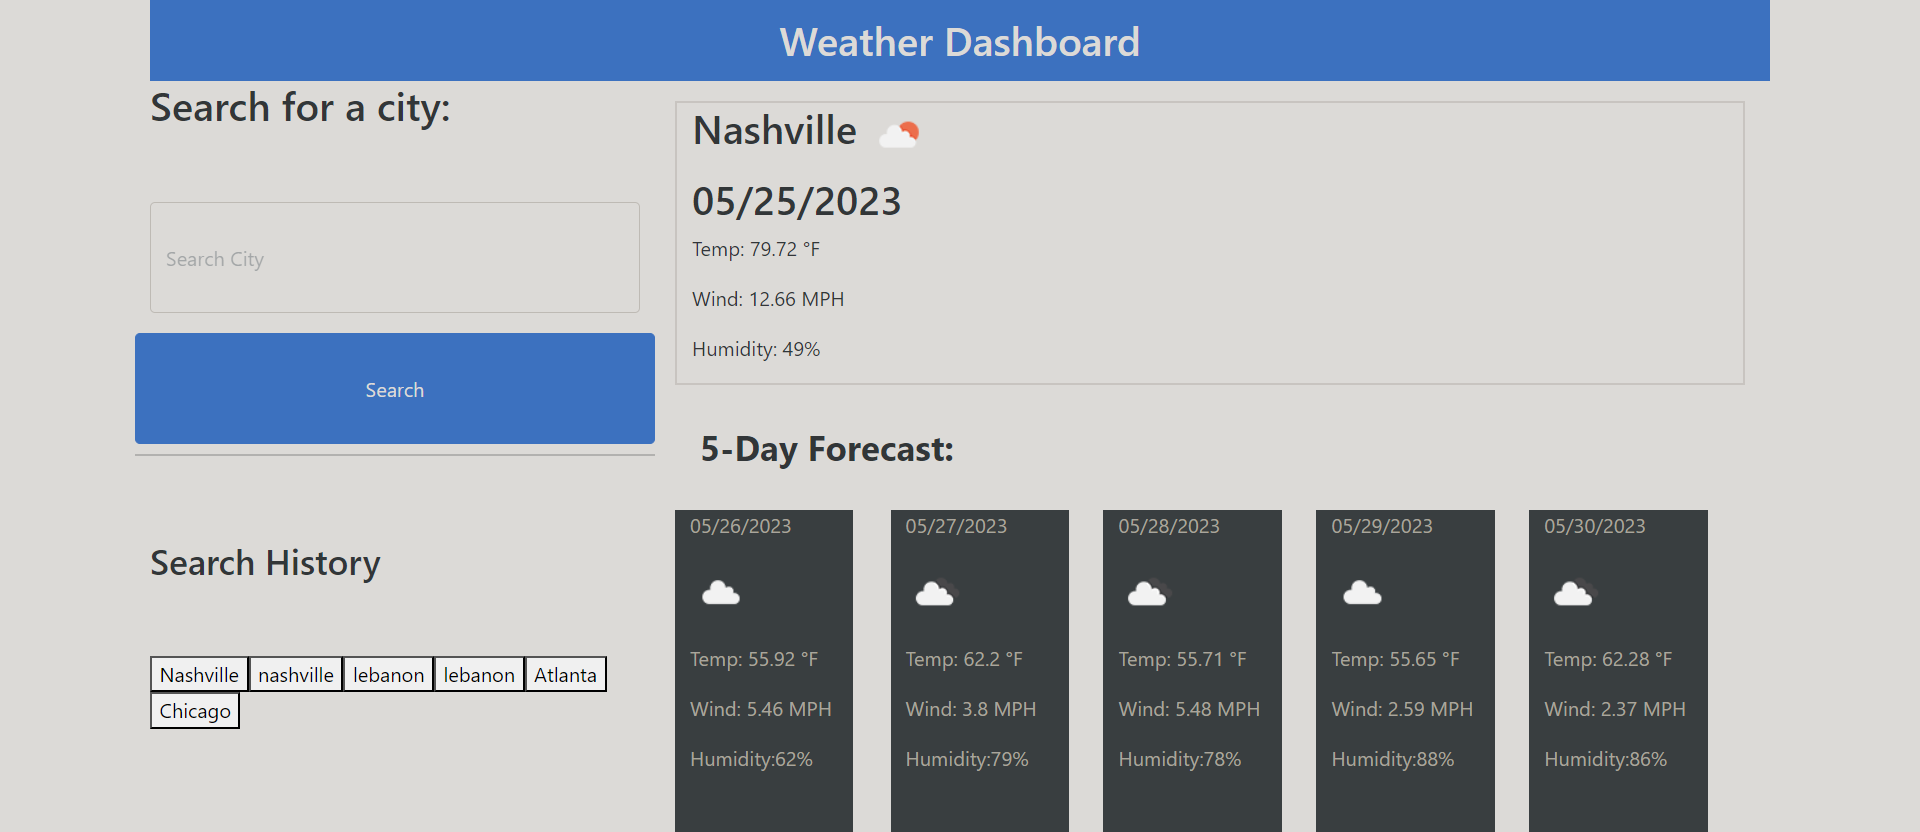 Weather Dashboard
Search for a city:
Search City
Search
Search History
Nashville nashville lebanon lebanon Atlanta
Chicago
Nashville
05/25/2023
Temp: 79.72 °F
Wind: 12.66 MPH
Humidity: 49%
5-Day Forecast:
05/26/2023
Temp: 55.92 °F
Wind: 5.46 MPH
Humidity:62%
05/27/2023
Temp: 62.2 °F
Wind: 3.8 MPH
Humidity:79%
05/28/2023
Temp: 55.71 °F
Wind: 5.48 MPH
Humidity:78%
05/29/2023
Temp: 55.65 °F
Wind: 2.59 MPH
Humidity:88%
05/30/2023
Temp: 62.28 °F
Wind: 2.37 MPH
Humidity:86%